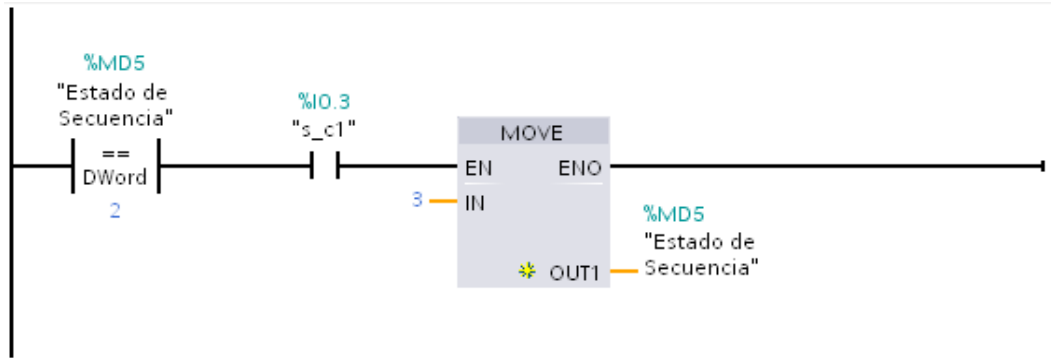 %MD5
"Estado de
Secuencia"
==
DWord
2
%I0.3
"s_c1"
MOVE
EN
ENO
3
IN
OUT1
%MD5
"Estado de
Secuencia"